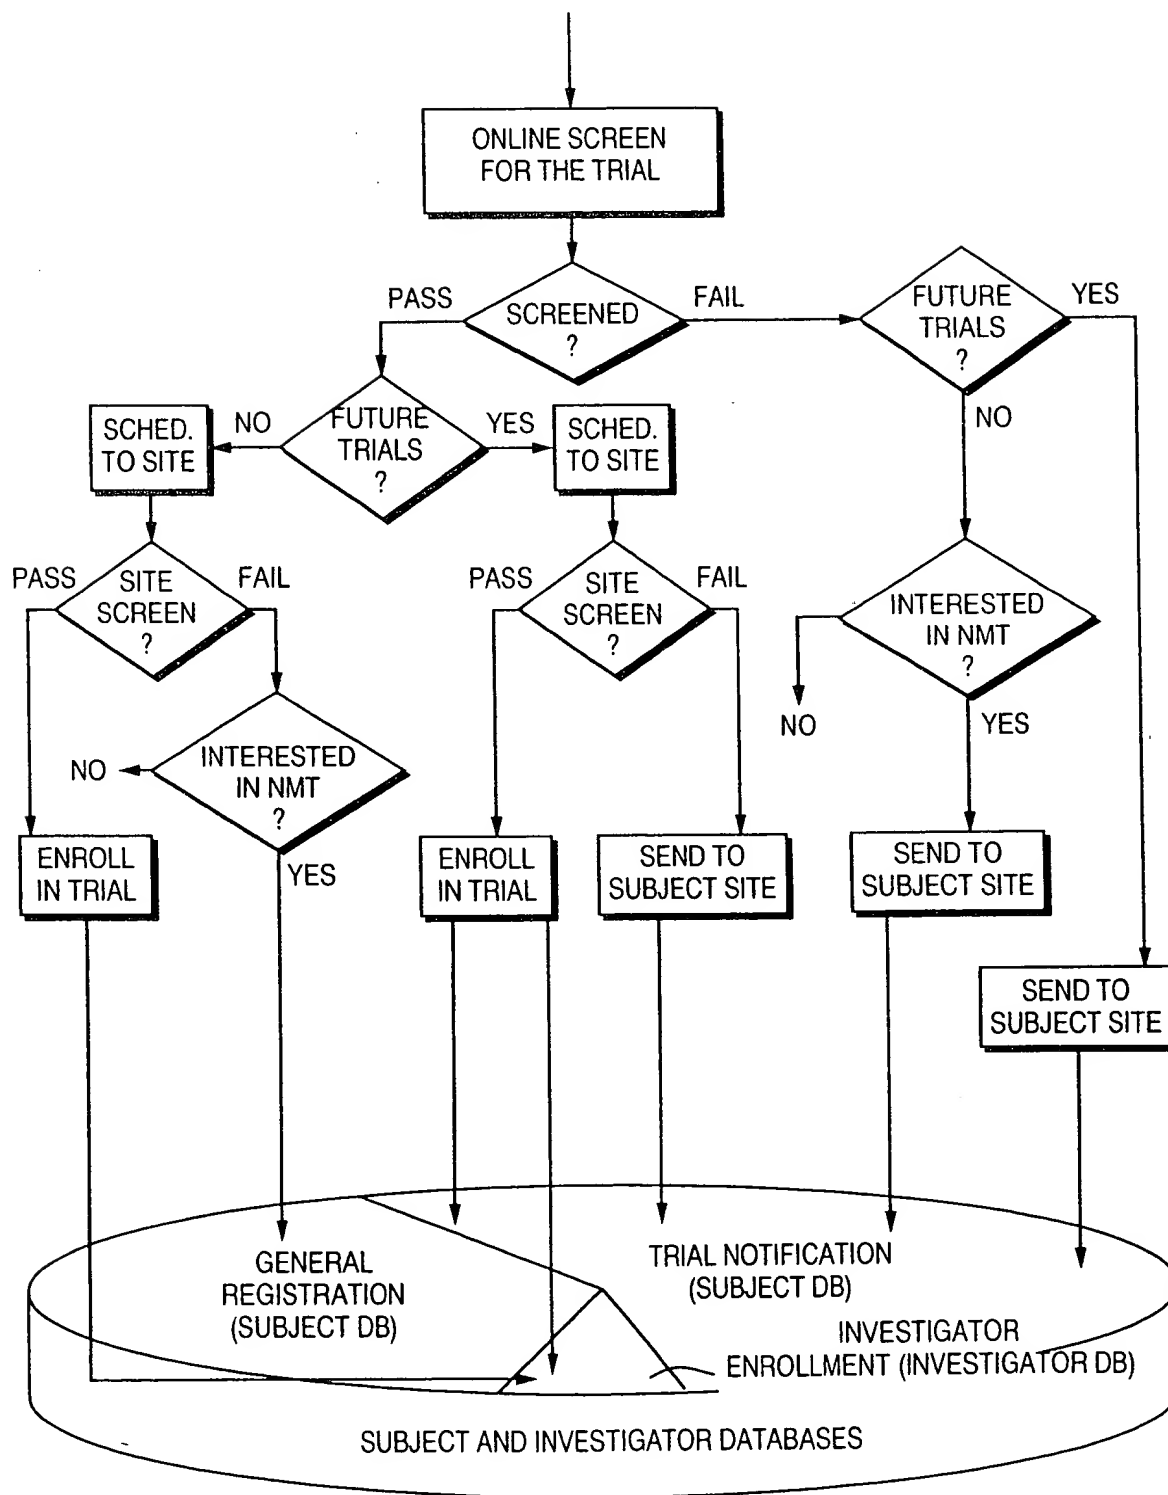 ONLINE SCREEN
FOR THE TRIAL
PASS
SCREENED
?
FAIL
FUTURE
TRIALS
?
YES
NO
SCHED.
TO SITE
NO
FUTURE
TRIALS
?
YES
SCHED.
TO SITE
PASS
SITE
SCREEN
?
FAIL
PASS
SITE
SCREEN
?
FAIL
INTERESTED
IN NMT
?
NO
YES
NO
INTERESTED
IN NMT
?
YES
ENROLL
IN TRIAL
ENROLL
IN TRIAL
SEND TO
SUBJECT SITE
SEND TO
SUBJECT SITE
SEND TO
SUBJECT SITE
GENERAL
REGISTRATION
(SUBJECT DB)
TRIAL NOTIFICATION
(SUBJECT DB)
INVESTIGATOR
ENROLLMENT (INVESTIGATOR DB)
SUBJECT AND INVESTIGATOR DATABASES